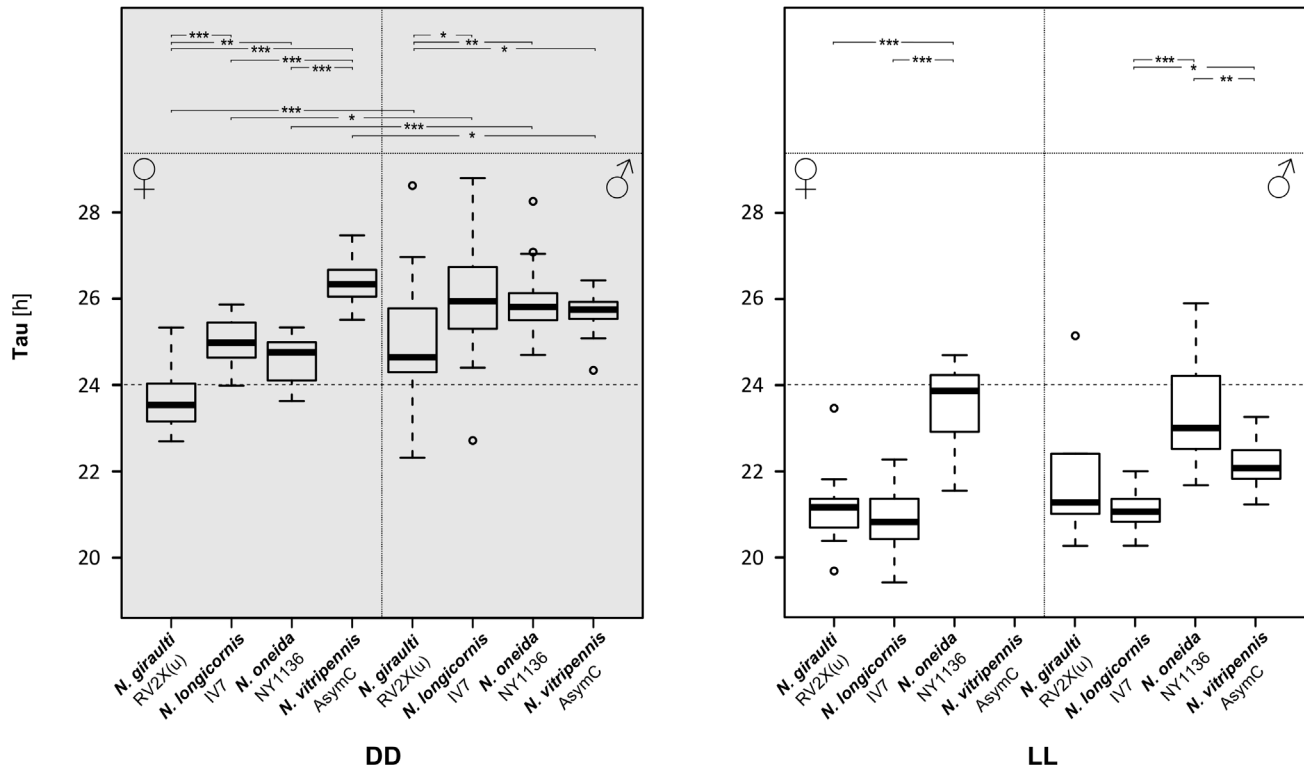 ***
*
***
**
**
***
*
***
***
***
*
***
*
♀
♂
28
26
24
22
20
Tau [h]
N. giraulti
RV2X(u)
N. longicornis
IV7
N. oneida
NY1136
N. vitripennis
AsymC
N. giraulti
RV2X(u)
N. longicornis
IV7
N. oneida
NY1136
N. vitripennis
AsymC
DD
***
***
***
*
**
♀
♂
28
26
24
22
20
N. giraulti
RV2X(u)
N. longicornis
IV7
N. oneida
NY1136
N. vitripennis
AsymC
N. giraulti
RV2X(u)
N. longicornis
IV7
N. oneida
NY1136
N. vitripennis
AsymC
LL